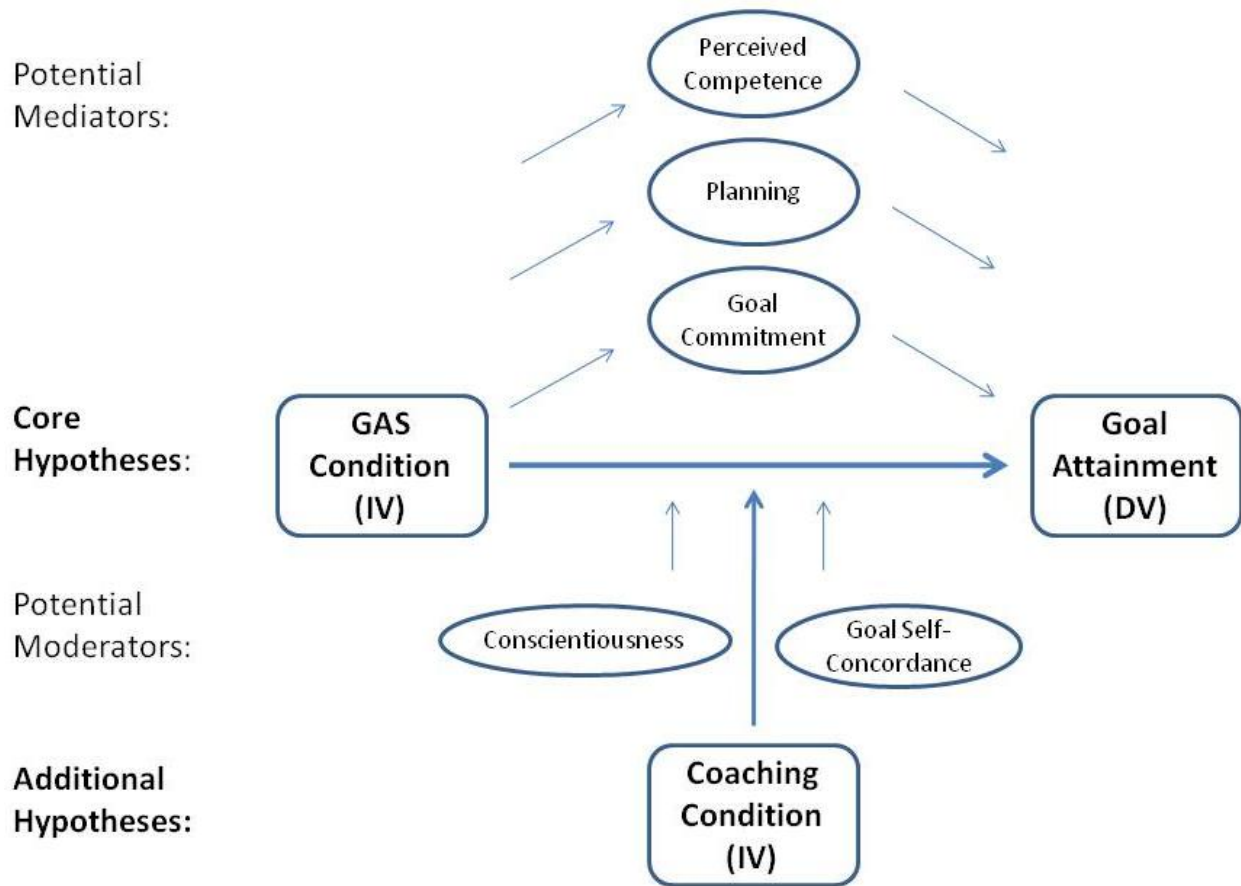 Potential
Mediators:
Perceived
Competence
Planning
Goal
Commitment
Core
Hypotheses:
GAS
Condition
(IV)
Goal
Attainment
(DV)
Potential
Moderators:
Conscientiousness
Goal Self-
Concordance
Additional
Hypotheses:
Coaching
Condition
(IV)